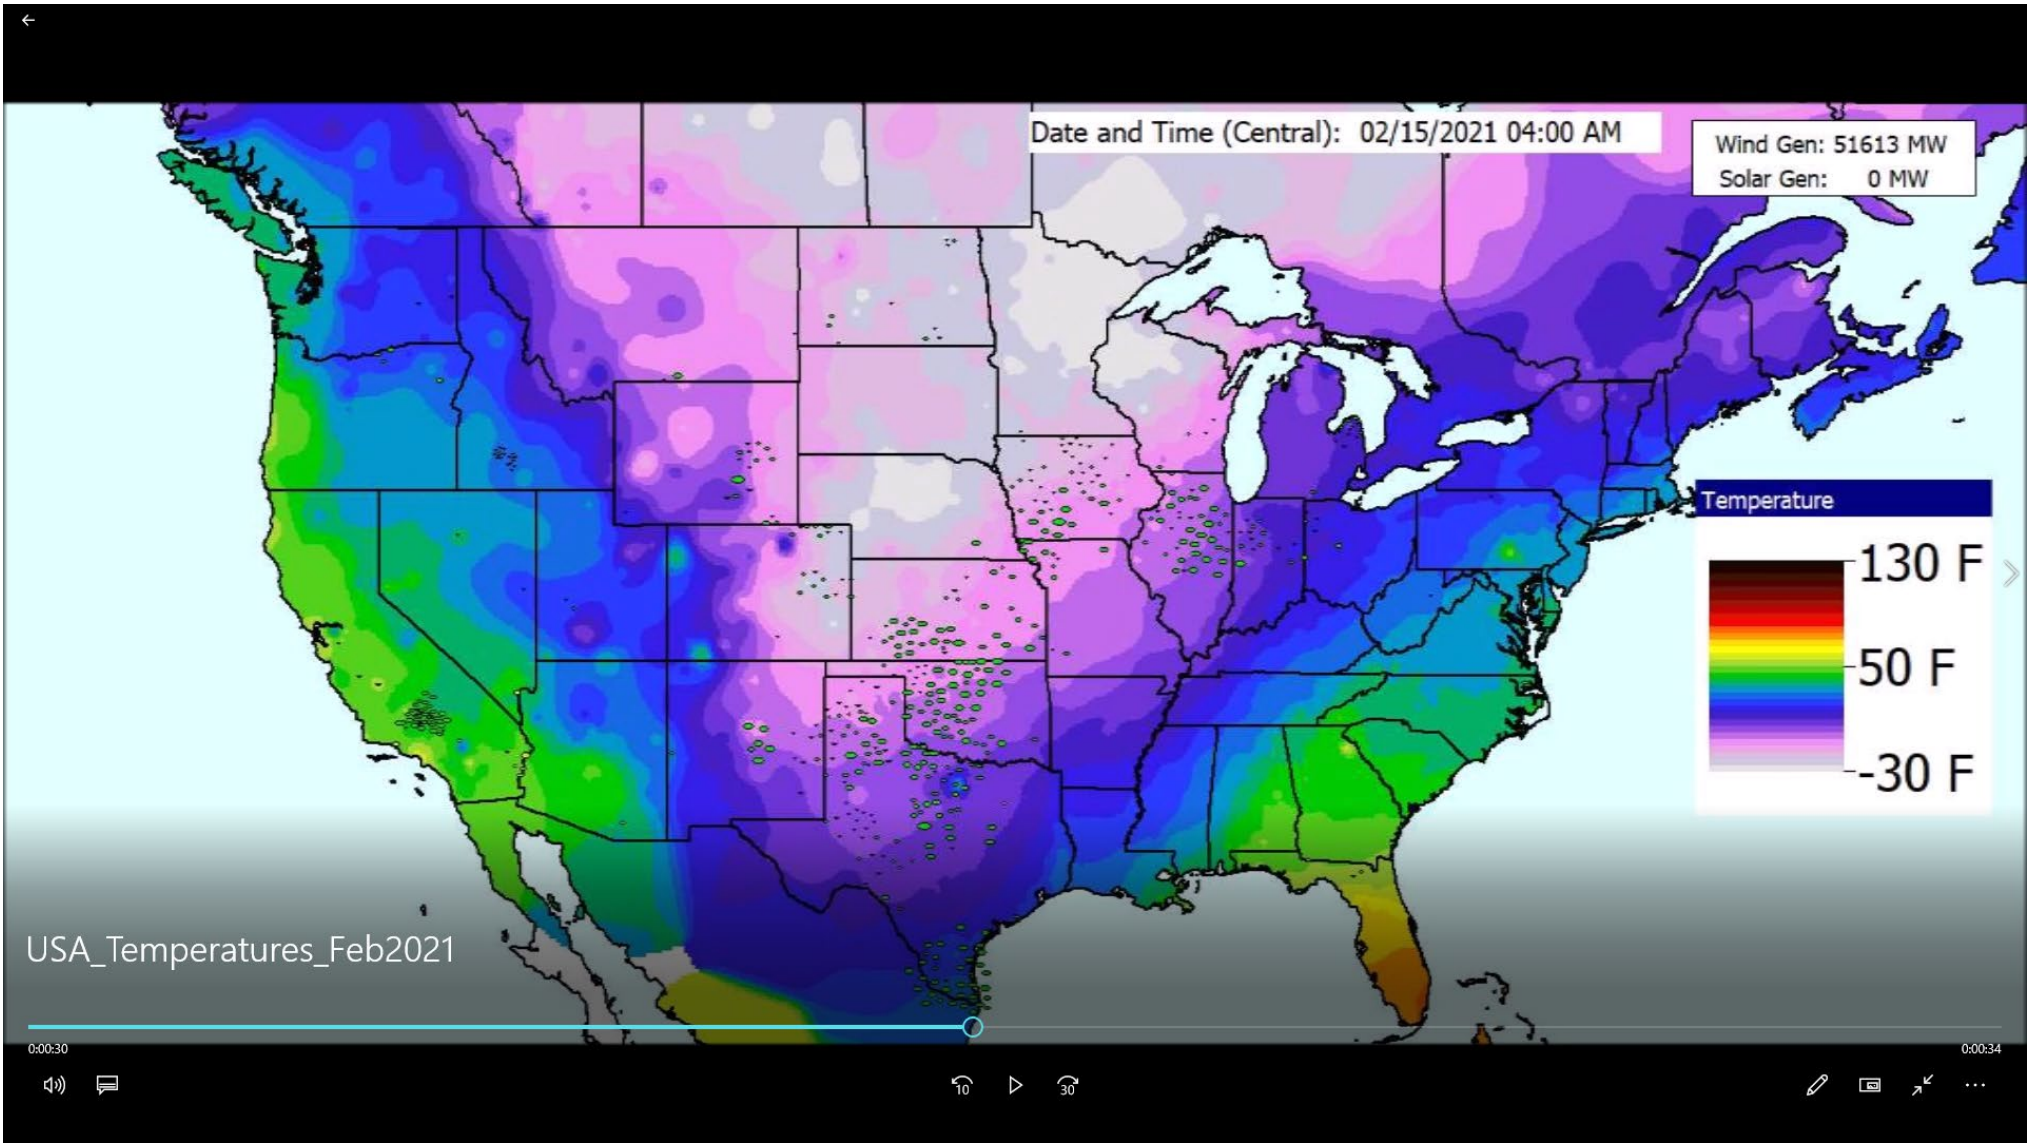 Date and Time (Central): 02/15/2021 04:00 AM
Wind Gen: 51613 MW
Solar Gen: 0 MW
Temperature
130 F
50 F
-30 F
USA_Temperatures_Feb2021
0:00:30
0:00:34
10
30